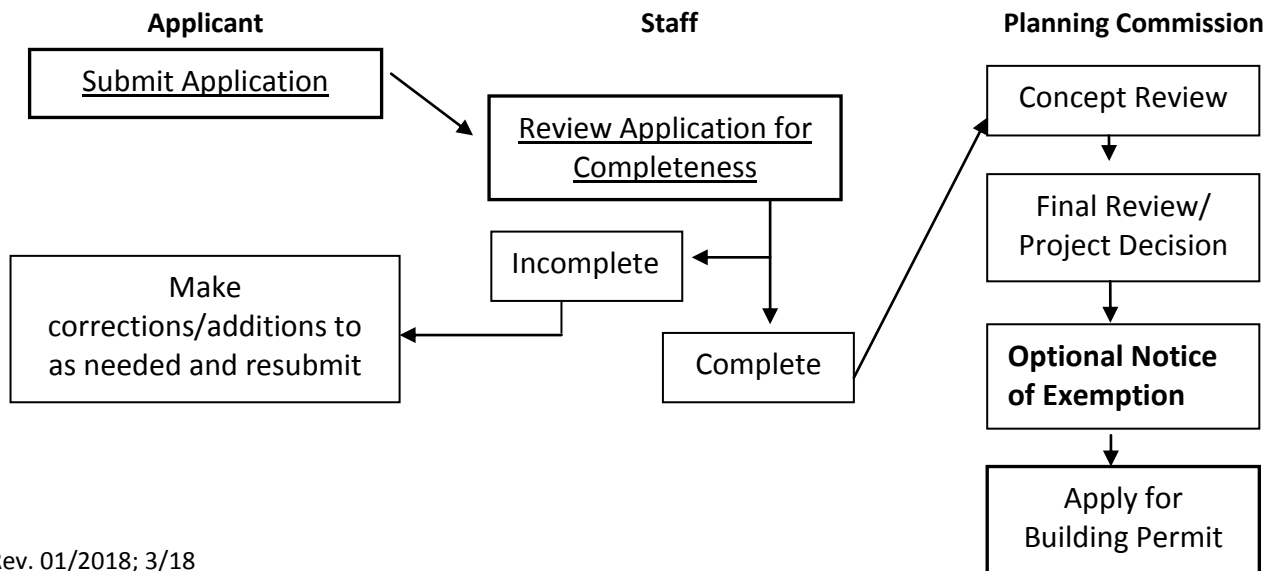 Applicant
Staff
Planning Commission
Submit Application
Review Application for
Completeness
Concept Review
Final Review/
Project Decision
Incomplete
Make
corrections/additions to
as needed and resubmit
Complete
Optional Notice
of Exemption
Apply for
Building Permit
Rev. 01/2018; 3/18